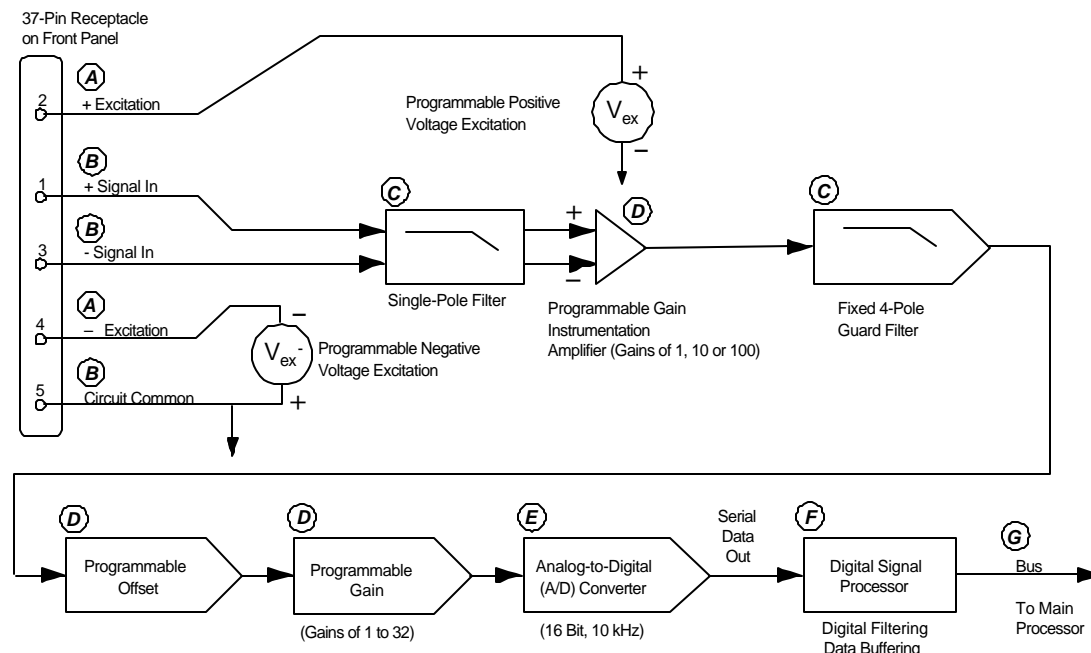 37-Pin Receptacle
on Front Panel
A
2
+ Excitation
Programmable Positive
Voltage Excitation
+
Vex
−
B
1
+ Signal In
C
Single-Pole Filter
+
−
D
Programmable Gain
Instrumentation
Amplifier (Gains of 1, 10 or 100)
C
Fixed 4-Pole
Guard Filter
B
3
- Signal In
A
4
− Excitation
−
Vex-
+
Programmable Negative
Voltage Excitation
B
5
Circuit Common
D
Programmable
Offset
D
Programmable
Gain
(Gains of 1 to 32)
E
Analog-to-Digital
(A/D) Converter
(16 Bit, 10 kHz)
Serial
Data
Out
F
Digital Signal
Processor
Digital Filtering
Data Buffering
G
Bus
To Main
Processor